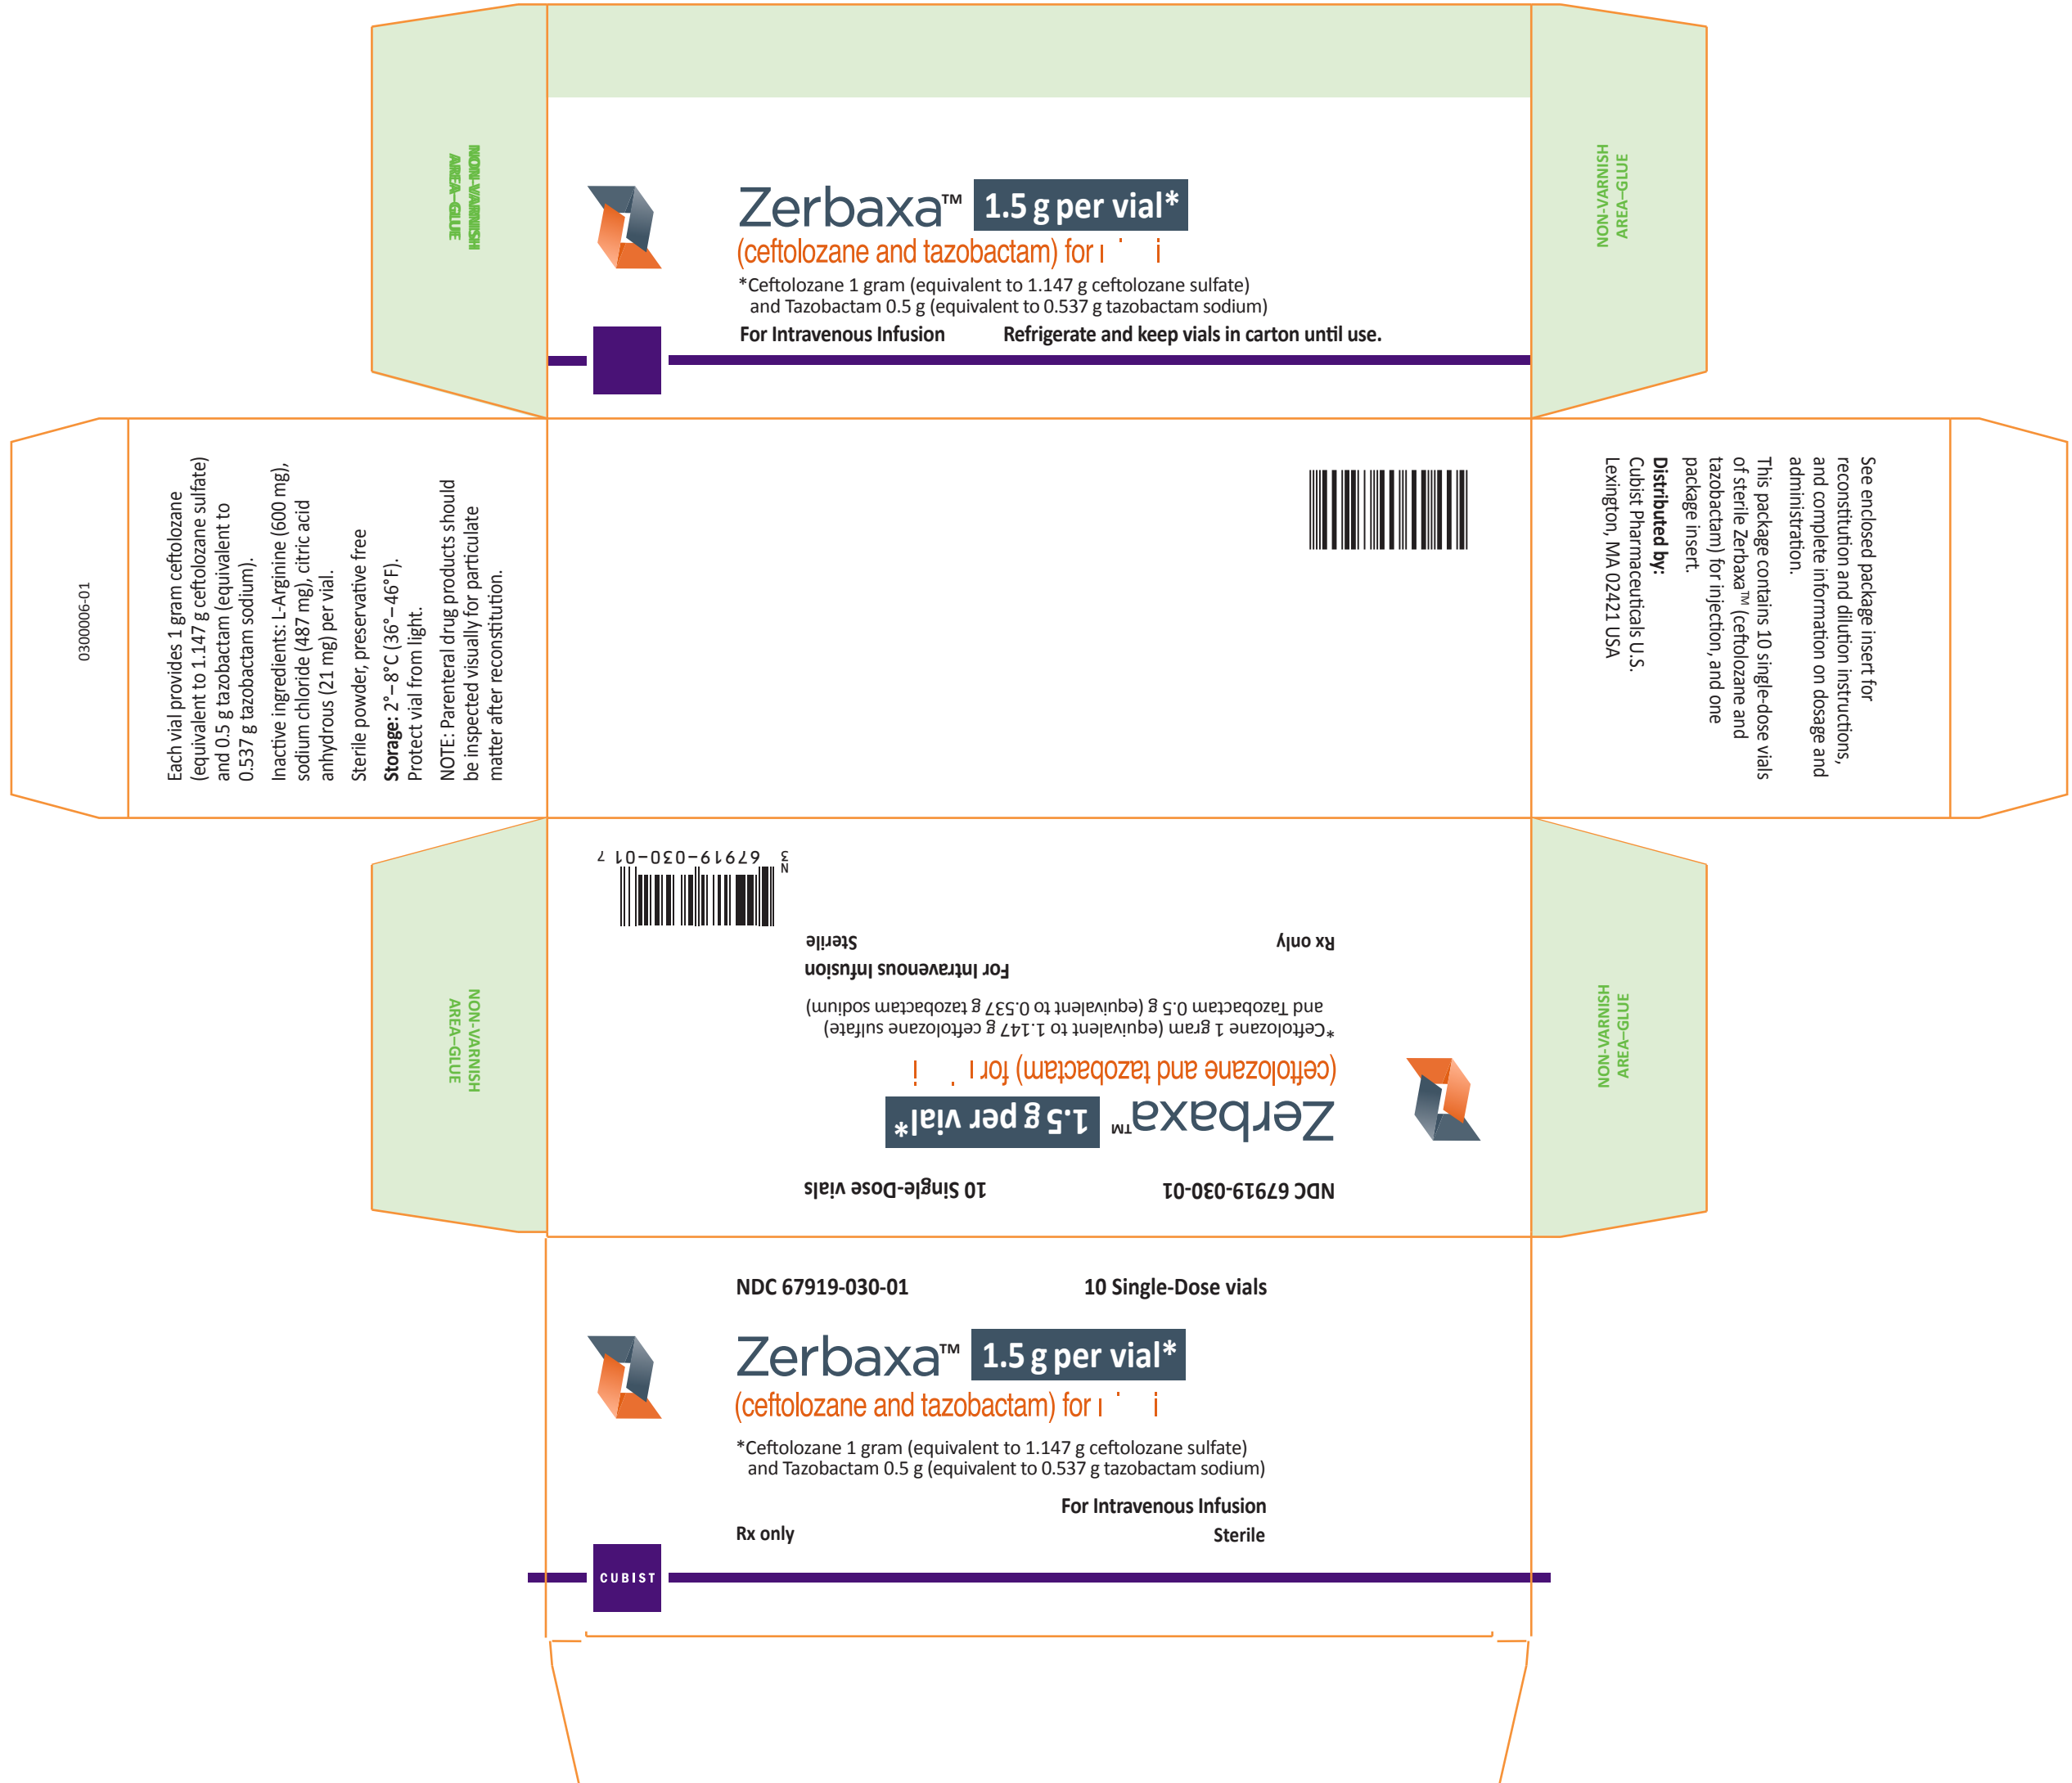 NON-VARNISH
AREA–GLUE
NON-VARNISH
AREA–GLUE
Zerbaxa™ 1.5 g per vial*
(ceftolozane and tazobactam) for
*Ceftolozane 1 gram (equivalent to 1.147 g ceftolozane sulfate)
and Tazobactam 0.5 g (equivalent to 0.537 g tazobactam sodium)
For Intravenous Infusion Refrigerate and keep vials in carton until use.
0300006-01
Each vial provides 1 gram ceftolozane
(equivalent to 1.147 g ceftolozane sulfate)
and 0.5 g tazobactam (equivalent to
0.537 g tazobactam sodium).
Inactive ingredients: L-Arginine (600 mg),
sodium chloride (487 mg), citric acid
anhydrous (21 mg) per vial.
Sterile powder, preservative free
Storage: 2°–8°C (36°–46°F).
Protect vial from light.
NOTE: Parenteral drug products should
be inspected visually for particulate
matter after reconstitution.
See enclosed package insert for
reconstitution and dilution instructions,
and complete information on dosage and
administration.
This package contains 10 single-dose vials
of sterile Zerbaxa™ (ceftolozane and
tazobactam) for injection, and one
package insert.
Distributed by:
Cubist Pharmaceuticals U.S.
Lexington, MA 02421 USA
NON-VARNISH
AREA–GLUE
NON-VARNISH
AREA–GLUE
NDC 67919-030-01 10 Single-Dose vials
Zerbaxa™ 1.5 g per vial*
(ceftolozane and tazobactam) for
*Ceftolozane 1 gram (equivalent to 1.147 g ceftolozane sulfate)
and Tazobactam 0.5 g (equivalent to 0.537 g tazobactam sodium)
For Intravenous Infusion
Rx only Sterile
N
3 67919-030-01 7
NDC 67919-030-01 10 Single-Dose vials
Zerbaxa™ 1.5 g per vial*
(ceftolozane and tazobactam) for
*Ceftolozane 1 gram (equivalent to 1.147 g ceftolozane sulfate)
and Tazobactam 0.5 g (equivalent to 0.537 g tazobactam sodium)
For Intravenous Infusion
Rx only Sterile
CUBIST